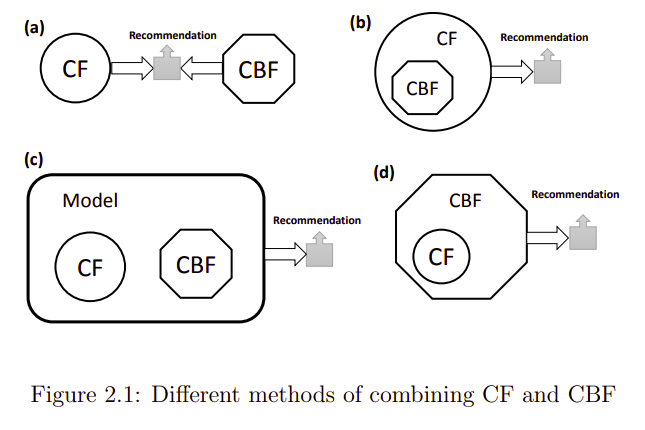 (a)
Recommendation
CF
CBF
(b)
CF
Recommendation
CBF
(c)
Model
CF
CBF
Recommendation
(d)
CBF
Recommendation
CF
Figure 2.1: Different methods of combining CF and CBF